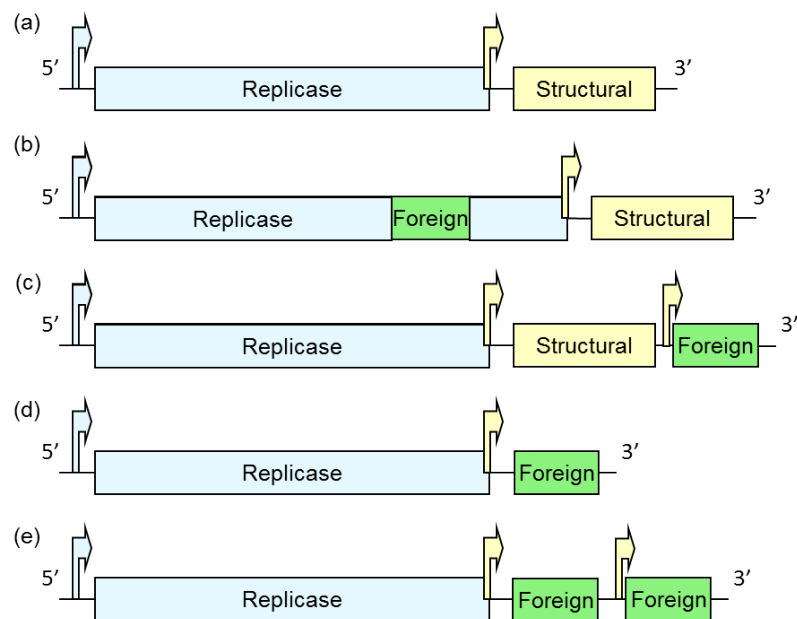 (a)
5’ 3’
Replicase Structural
(b)
5’ 3’
Replicase Foreign Structural
(c)
5’ 3’
Replicase Structural Foreign
(d)
5’ 3’
Replicase Foreign
(e)
5’ 3’
Replicase Foreign Foreign